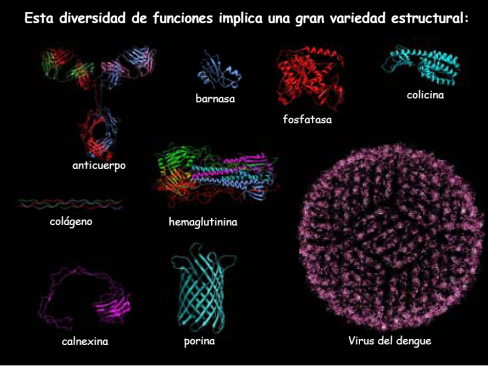 Esta diversidad de funciones implica una gran variedad estructural:
barnasa
colicina
fosfatasa
anticuerpo
colágeno
hemaglutinina
calnexina
porina
Virus del dengue